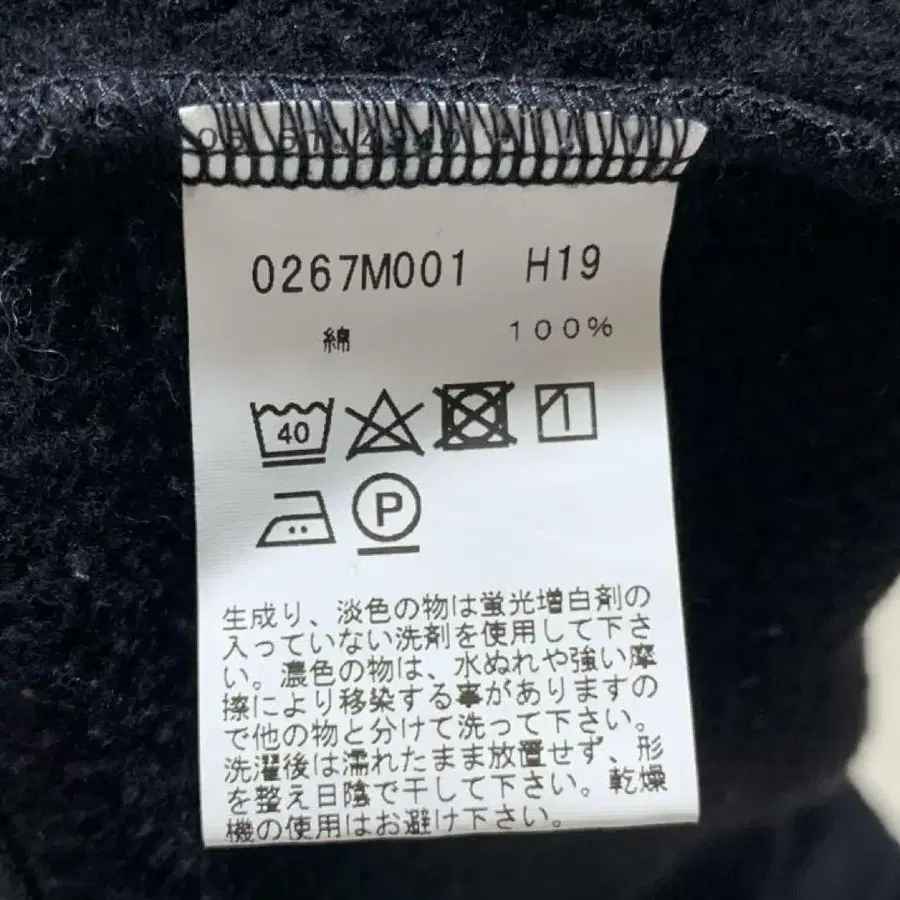 0267M001 H19
綿 100%
40
P
生成り、淡色の物は蛍光増白剤の
入っていない洗剤を使用して下さ
い。濃色の物は、水ぬれや強い摩
擦により移染する事がありますの
で他の物と分けて洗って下さい。
洗濯後は濡れたまま放置せず、形
を整え日陰で干して下さい。乾燥
機の使用はお避け下さい。